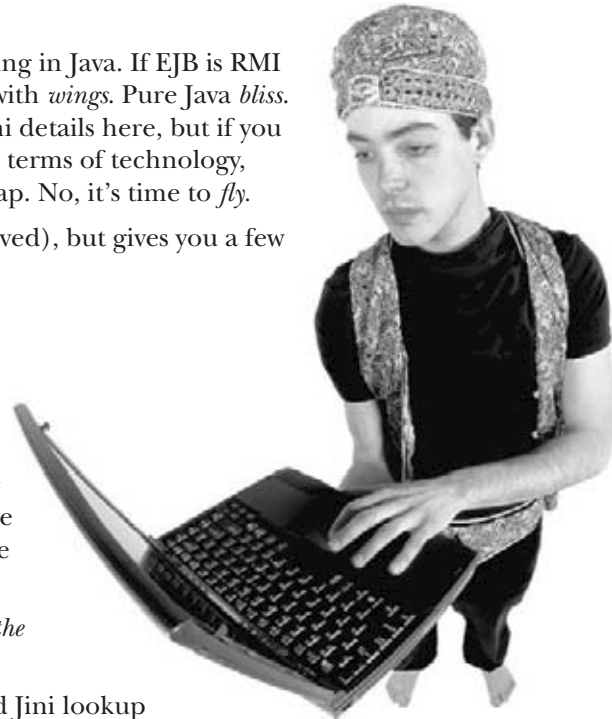 ing in Java. If EJB is RMI
with wings. Pure Java bliss.
ni details here, but if you
terms of technology,
ap. No, it's time to fly.
ved), but gives you a few
e
e
the
d Jini lookup